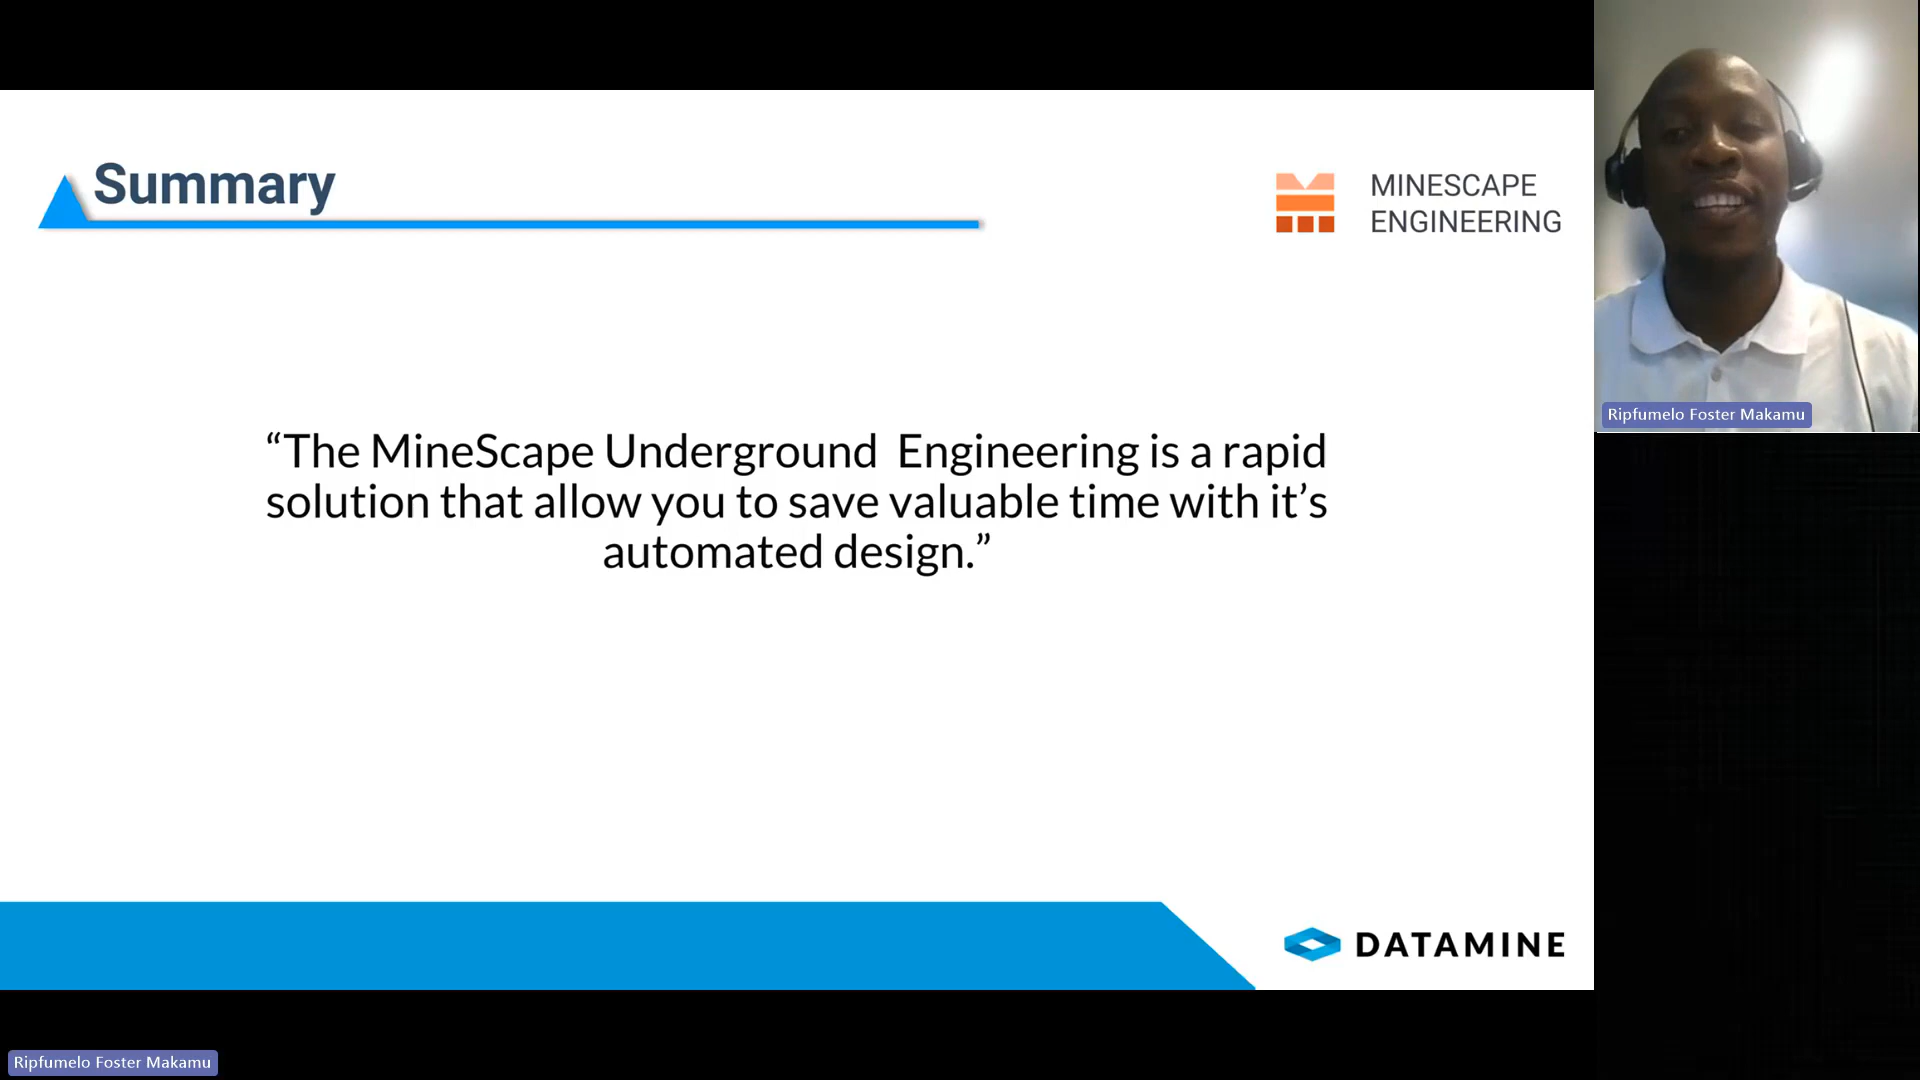 Summary
MINESCAPE
ENGINEERING
“The MineScape Underground  Engineering is a rapid
solution that allow you to save valuable time with it’s
automated design.”
DATAMINE
Ripfumelo Foster Makamu
Ripfumelo Foster Makamu